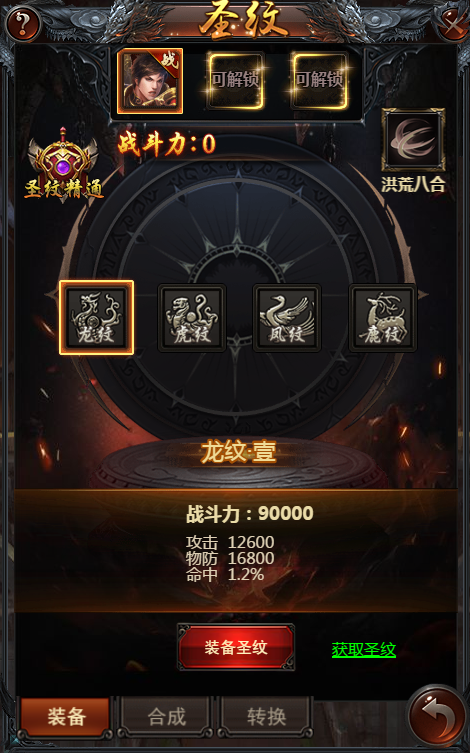 圣纹
战
可解锁
可解锁
战斗力:0
圣纹精通
洪荒八合
龙纹
虎纹
凤纹
鹿纹
龙纹·壹
战斗力：90000
攻击 12600
物防 16800
命中 1.2%
装备圣纹
获取圣纹
装备
合成
转换